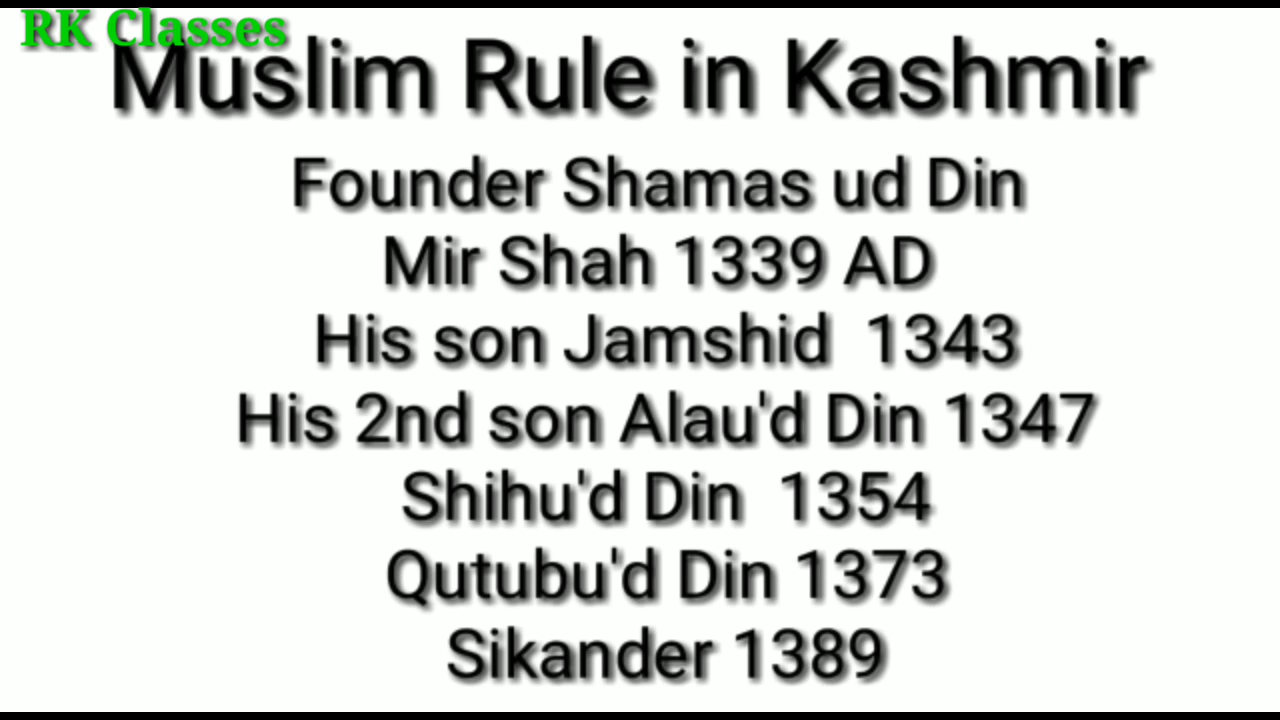 RK Classes
Muslim Rule in Kashmir
Founder Shamas ud Din
Mir Shah 1339 AD
His son Jamshid 1343
His 2nd son Alau'd Din 1347
Shihu'd Din 1354
Qutubu'd Din 1373
Sikander 1389